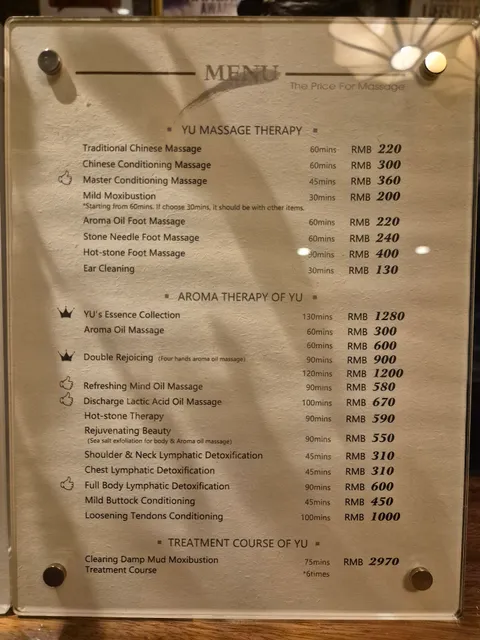 MENU
The Price For Massage
YU MASSAGE THERAPY
Traditional Chinese Massage 60mins RMB 220
Chinese Conditioning Massage 60mins RMB 300
Master Conditioning Massage 45mins RMB 360
Mild Moxibustion 30mins RMB 200
*Starting from 60mins. If choose 30mins, it should be with other items.
Aroma Oil Foot Massage 60mins RMB 220
Stone Needle Foot Massage 60mins RMB 240
Hot-stone Foot Massage RMB 400
Ear Cleaning 30mins RMB 130
AROMA THERAPY OF YU
YU's Essence Collection 130mins RMB 1280
Aroma Oil Massage 60mins RMB 300
60mins RMB 600
Double Rejoicing (Four hands aroma oil massage) 90mins RMB 900
120mins RMB 1200
Refreshing Mind Oil Massage 90mins RMB 580
Discharge Lactic Acid Oil Massage 100mins RMB 670
Hot-stone Therapy 90mins RMB 590
Rejuvenating Beauty
(Sea salt exfoliation for body & Aroma oil massage) 90mins RMB 550
Shoulder & Neck Lymphatic Detoxification 45mins RMB 310
Chest Lymphatic Detoxification 45mins RMB 310
Full Body Lymphatic Detoxification 90mins RMB 600
Mild Buttock Conditioning 45mins RMB 450
Loosening Tendons Conditioning 100mins RMB 1000
TREATMENT COURSE OF YU
Clearing Damp Mud Moxibustion 75mins RMB 2970
Treatment Course *6times